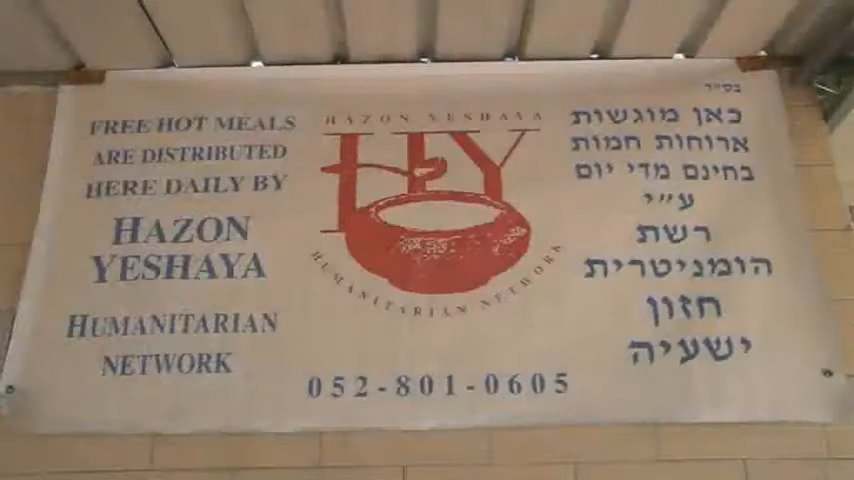 FREE HOT MEALS
ARE DISTRIBUTED
HERE DAILY BY
HAZON
YESHAYA
HUMANITARIAN
NETWORK
HAZON YESHAYA
HY
HUMANITARIAN NETWORK
בס״ד
כאן מוגשות
ארוחות חמות
בחינם מדי יום
ע״י
רשת
הומניטרית
חזון
ישעיה
052-801-0605